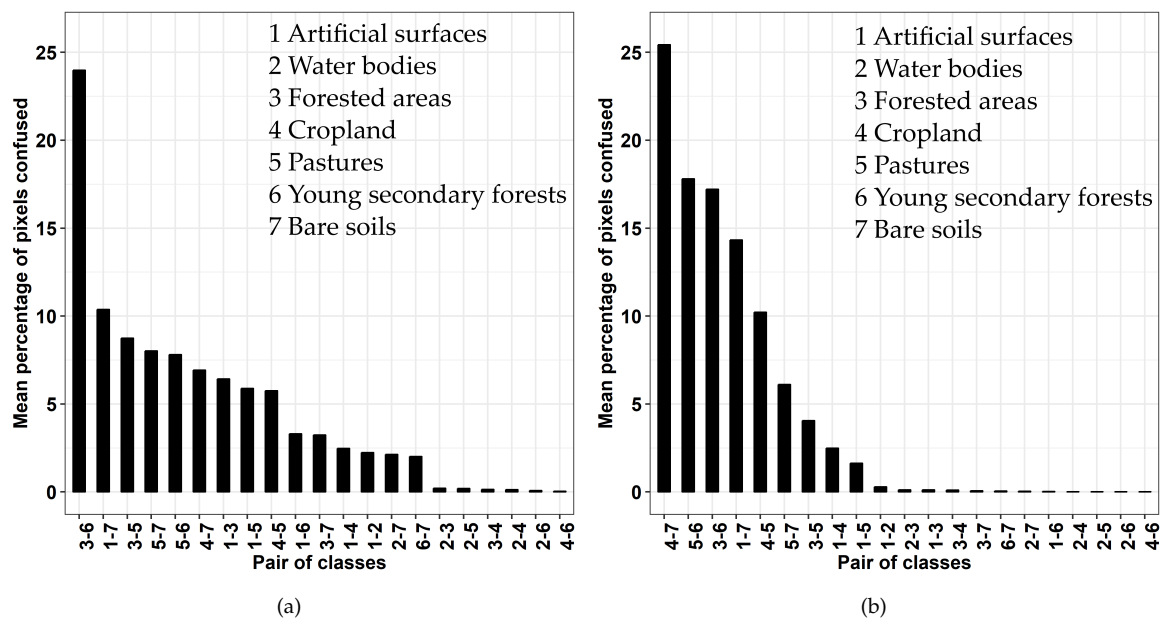 1 Artificial surfaces
2 Water bodies
3 Forested areas
4 Cropland
5 Pastures
6 Young secondary forests
7 Bare soils
Mean percentage of pixels confused
25
20
15
10
5
0
3-6 1-7 3-5 5-7 5-6 4-7 1-3 1-5 4-5 1-6 3-7 1-4 1-2 2-7 6-7 2-3 2-5 3-4 2-4 2-6 4-6
Pair of classes
(a)
1 Artificial surfaces
2 Water bodies
3 Forested areas
4 Cropland
5 Pastures
6 Young secondary forests
7 Bare soils
Mean percentage of pixels confused
25
20
15
10
5
0
4-7 5-6 3-6 1-7 4-5 5-7 3-5 1-4 1-5 1-2 2-3 1-3 3-4 3-7 6-7 2-7 1-6 2-4 2-5 2-6 4-6
Pair of classes
(b)